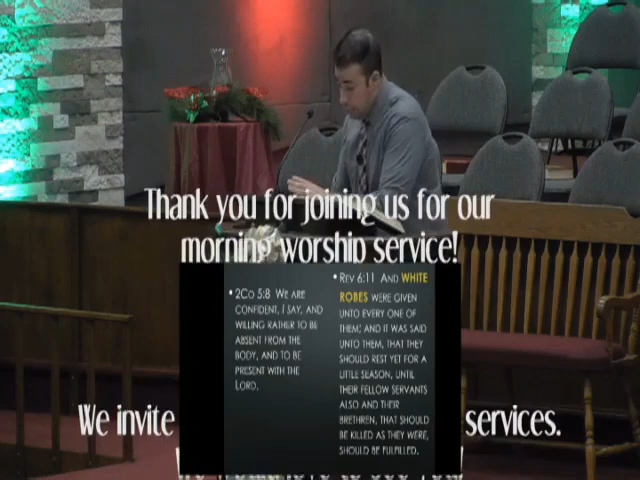 Thank you for joining us for our
morning worship service!
• 2Co 5:8 We are
confident, I say, and
willing rather to be
absent from the
body, and to be
present with the
Lord.
• Rev 6:11 And white
robes were given
unto every one of
them; and it was said
unto them, that they
should rest yet for a
little season, until
their fellow servants
also and their
brethren, that should
be killed as they were,
should be fulfilled.
We invite services.